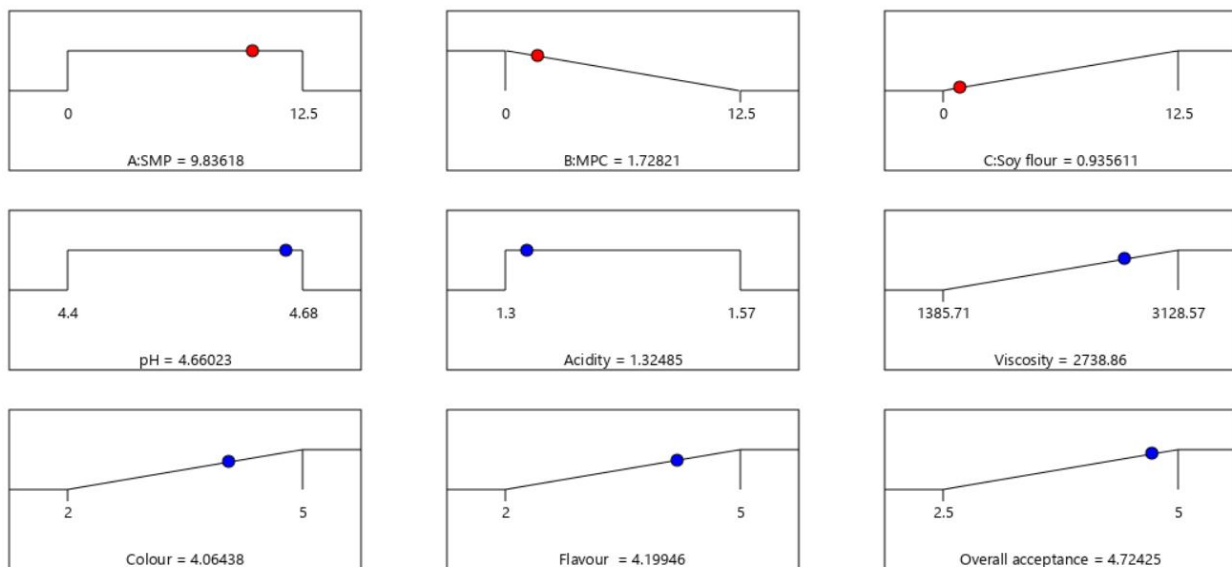 0 12.5
A:SMP = 9.83618
0 12.5
B:MPC = 1.72821
0 12.5
C:Soy flour = 0.935611
4.4 4.68
pH = 4.66023
1.3 1.57
Acidity = 1.32485
1385.71 3128.57
Viscosity = 2738.86
2 5
Colour = 4.06438
2 5
Flavour = 4.19946
2.5 5
Overall acceptance = 4.72425